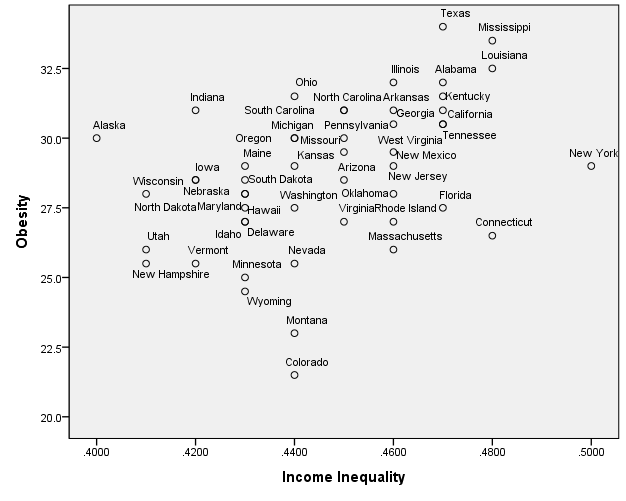 Texas
Mississippi
Louisiana
32.5
Illinois
Alabama
Ohio
Indiana
North Carolina
Arkansas
Kentucky
South Carolina
Georgia
California
Alaska
Michigan
Pennsylvania
Tennessee
30.0
Oregon
Missouri
West Virginia
New York
Maine
Kansas
New Mexico
Iowa
Arizona
Wisconsin
South Dakota
New Jersey
Nebraska
Washington
Oklahoma
Florida
27.5
North Dakota
Maryland
Hawaii
Virginia
Rhode Island
Connecticut
Idaho
Delaware
Utah
Massachusetts
Vermont
Nevada
New Hampshire
Minnesota
25.0
Wyoming
Montana
22.5
Colorado
20.0
Obesity
.4000 .4200 .4400 .4600 .4800 .5000
Income Inequality